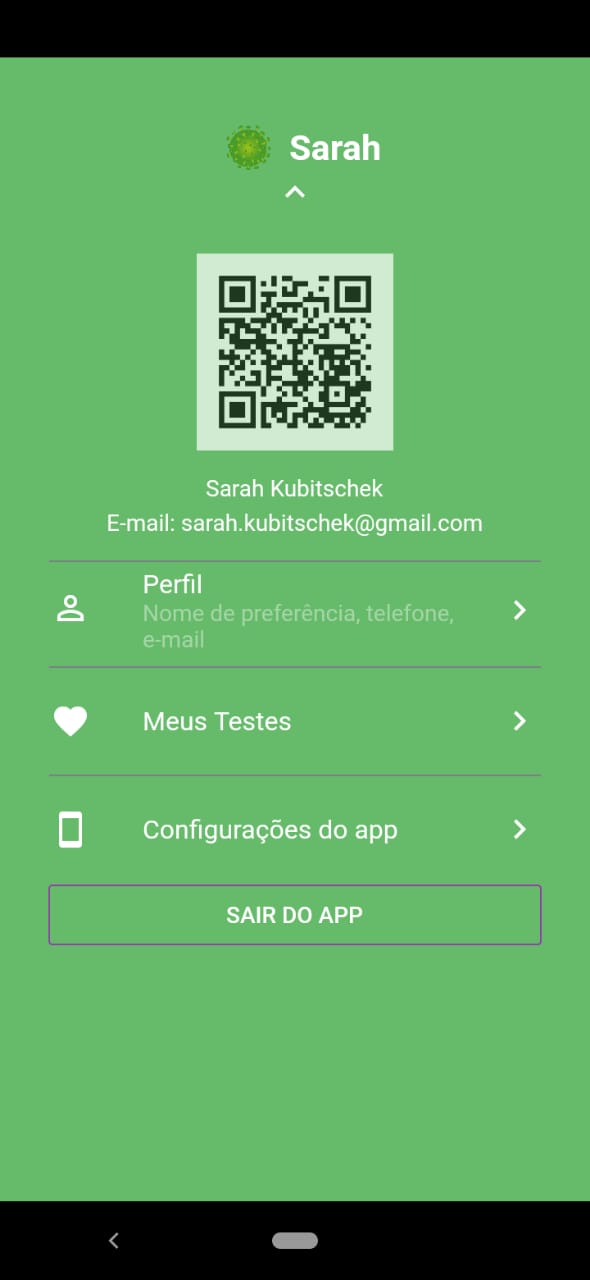 Sarah
Sarah Kubitschek
E-mail: sarah.kubitschek@gmail.com
Perfil
Nome de preferência, telefone,
e-mail
Meus Testes
Configurações do app
SAIR DO APP